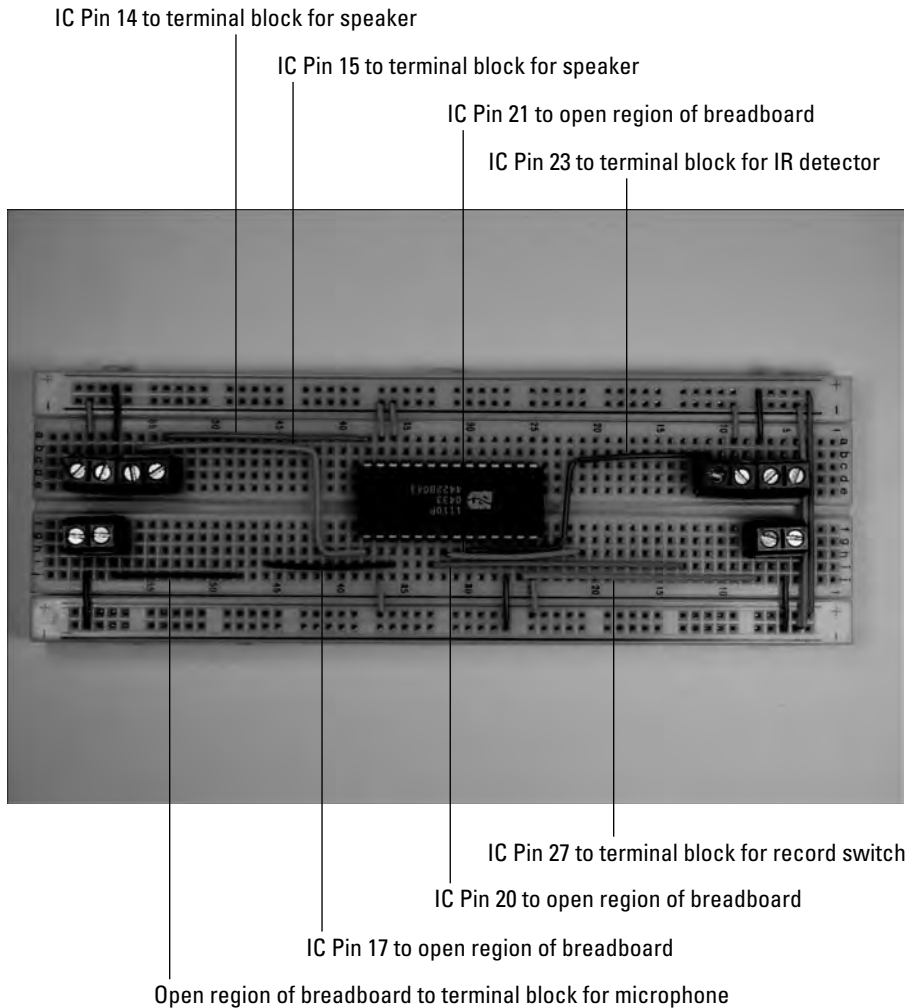 IC Pin 14 to terminal block for speaker
IC Pin 15 to terminal block for speaker
IC Pin 21 to open region of breadboard
IC Pin 23 to terminal block for IR detector
a b c d e
a b c d e
1110P
0433
IC Pin 27 to terminal block for record switch
IC Pin 20 to open region of breadboard
IC Pin 17 to open region of breadboard
Open region of breadboard to terminal block for microphone